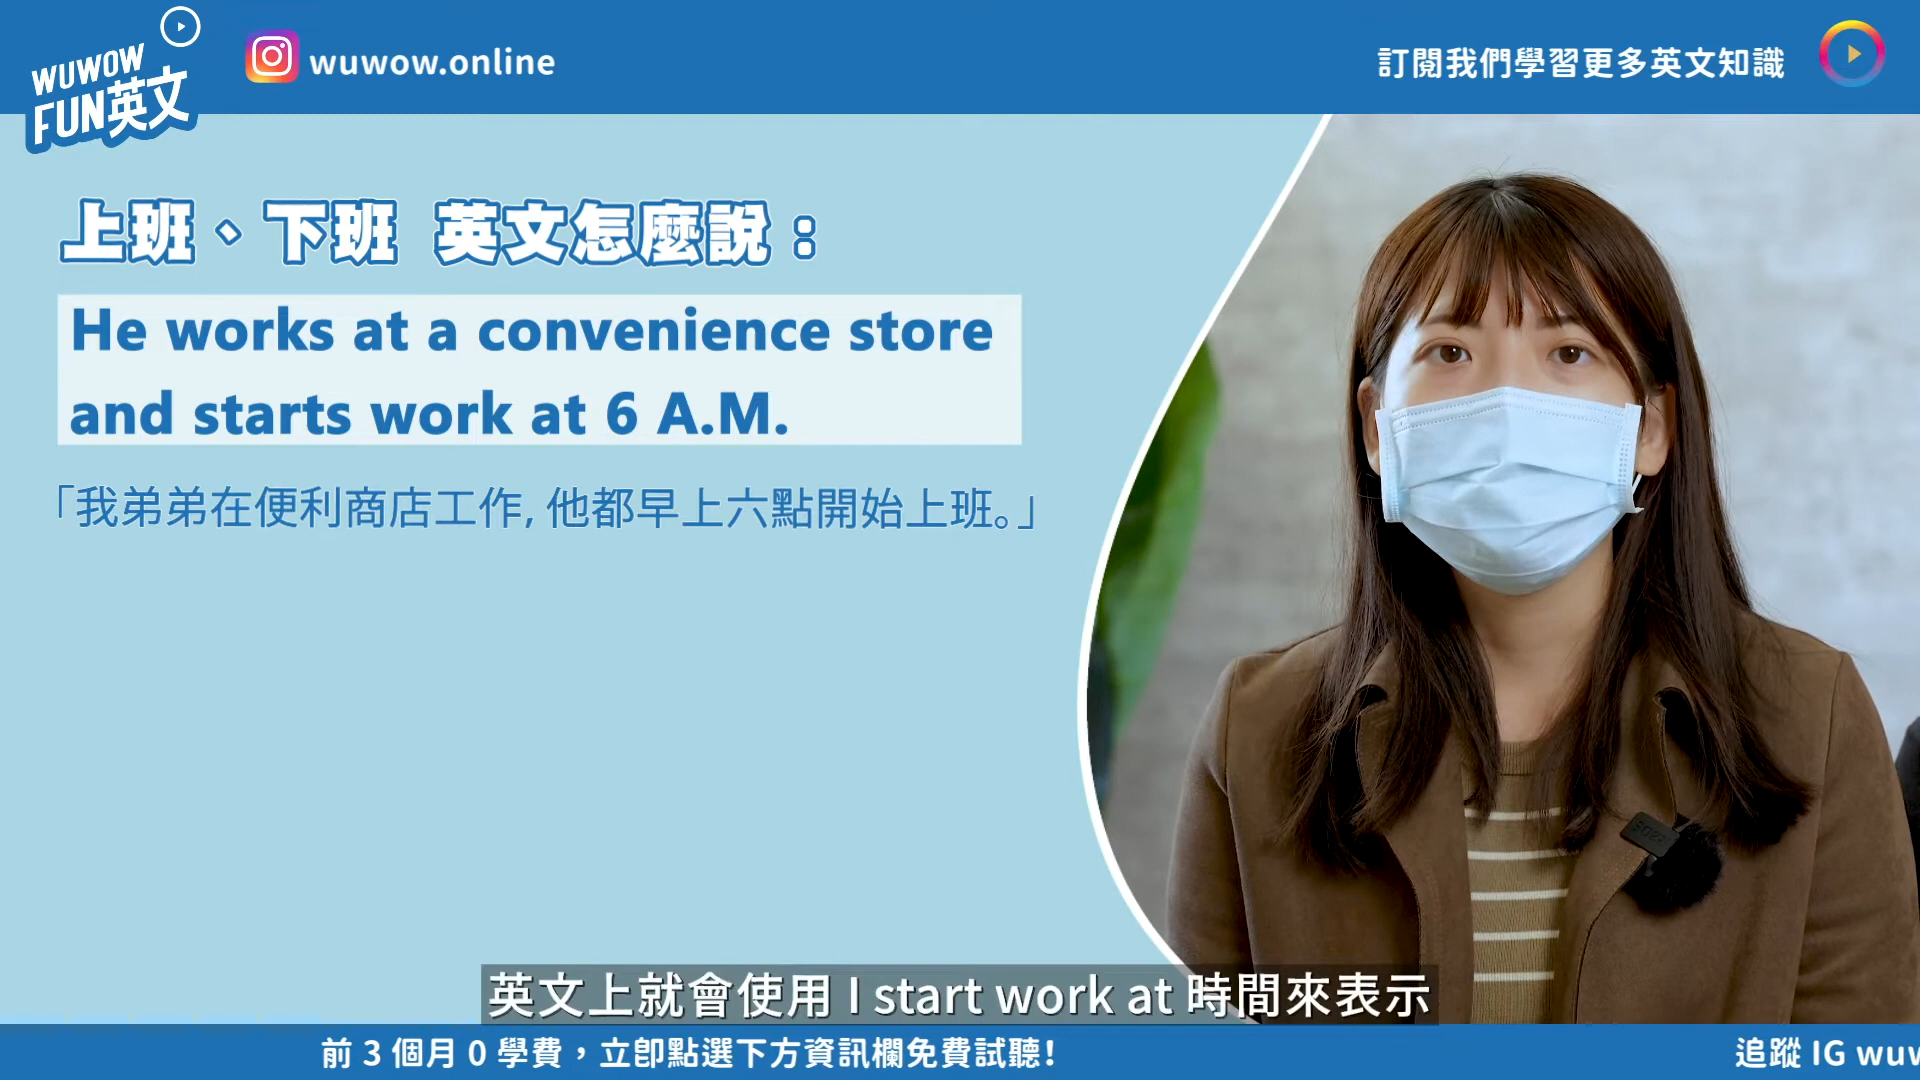 WUWOW
FUN英文
wuwow.online
訂閱我們學習更多英文知識
上班、下班 英文怎麼說：
He works at a convenience store
and starts work at 6 A.M.
「我弟弟在便利商店工作, 他都早上六點開始上班。」
英文上就會使用 I start work at 時間來表示
前 3 個月 0 學費，立即點選下方資訊欄免費試聽！
追蹤 IG wuw